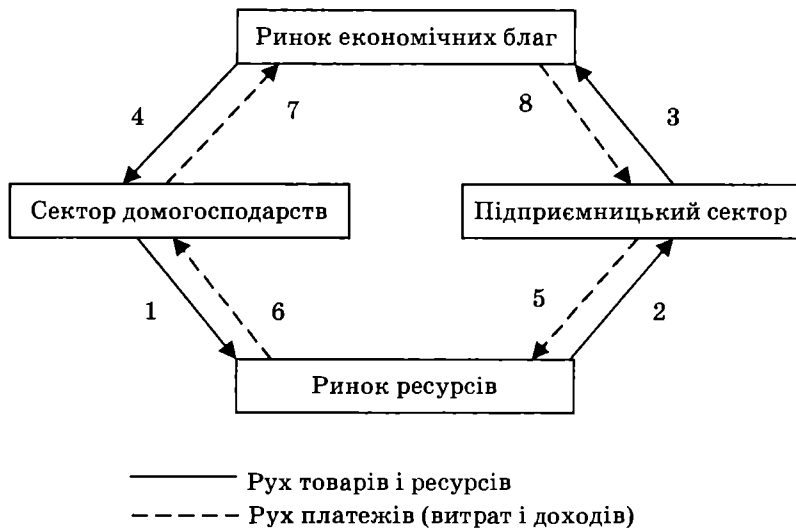 Ринок економічних благ
4
7
8
3
Сектор домогосподарств
Підприємницький сектор
1
6
5
2
Ринок ресурсів
Рух товарів і ресурсів
Рух платежів (витрат і доходів)